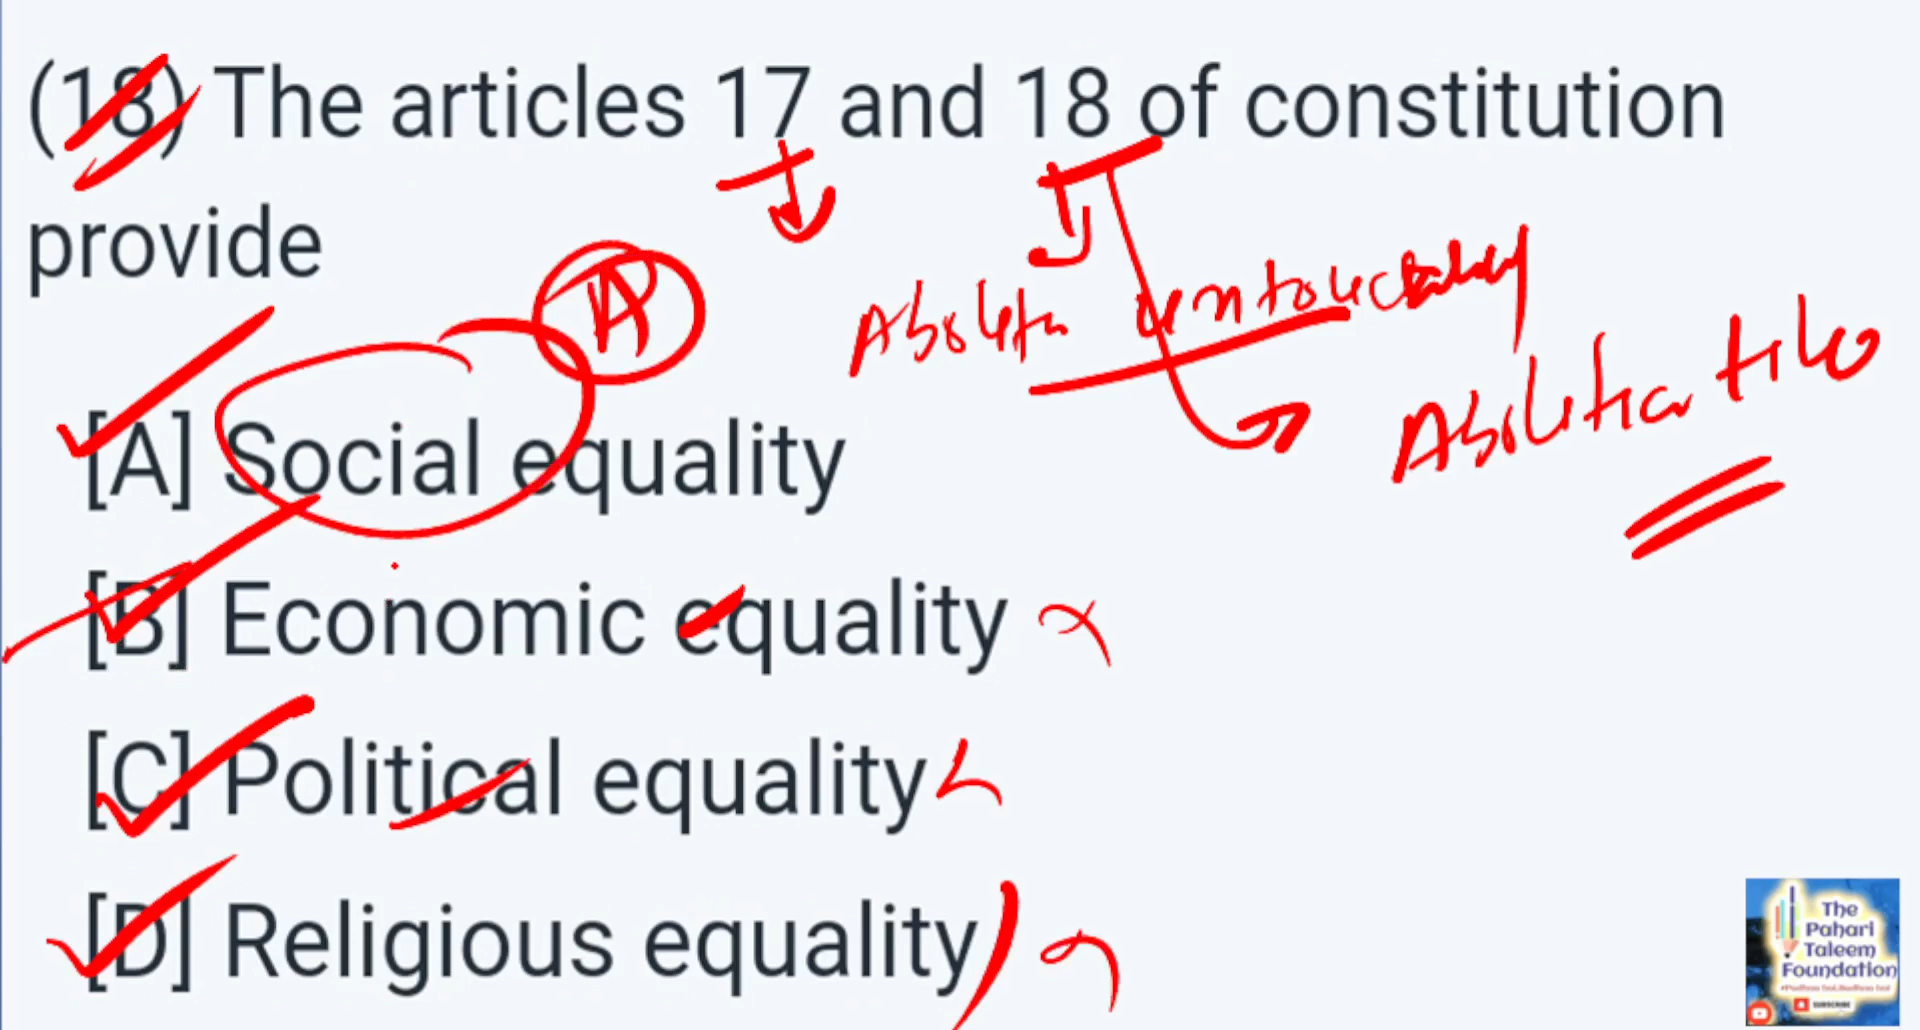 (18) The articles 17 and 18 of constitution
provide
A
[A] Social equality
[B] Economic equality
[C] Political equality
[D] Religious equality
The
Pahari
Taleem
Foundation
SUBSCRIBE